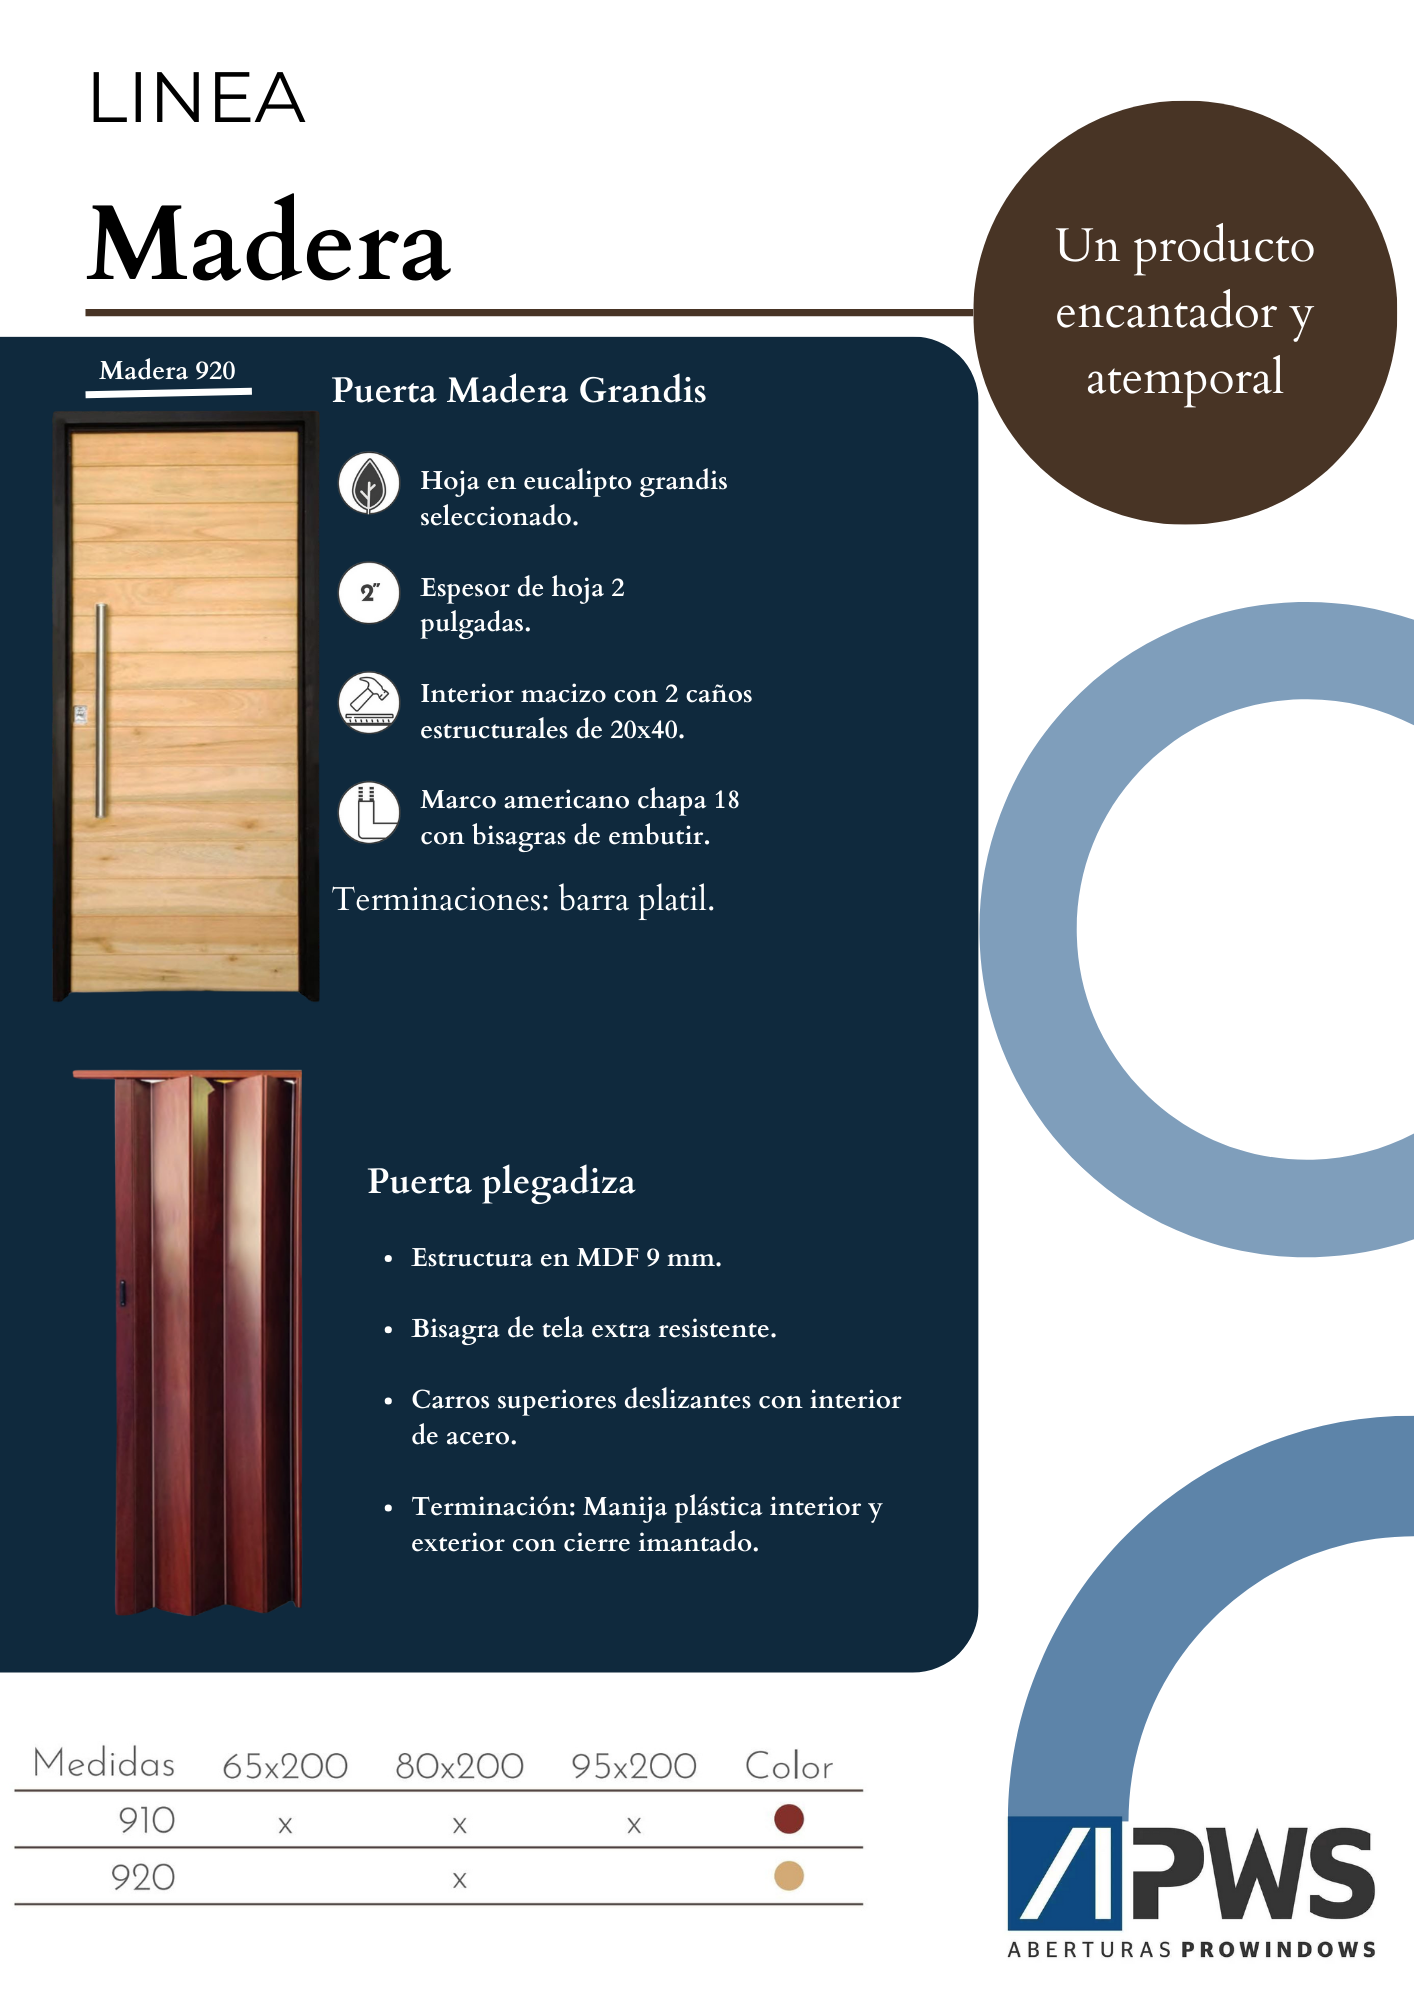 LINEA
Madera
Un producto
encantador y
atemporal
Madera 920
Puerta Madera Grandis
Hoja en eucalipto grandis
seleccionado.
2”
Espesor de hoja 2
pulgadas.
Interior macizo con 2 caños
estructurales de 20x40.
Marco americano chapa 18
con bisagras de embutir.
Terminaciones: barra platil.
Puerta plegadiza
• Estructura en MDF 9 mm.
• Bisagra de tela extra resistente.
• Carros superiores deslizantes con interior
de acero.
• Terminación: Manija plástica interior y
exterior con cierre imantado.
Medidas 65x200 80x200 95x200 Color
910 x x x
920 x
PWS
ABERTURAS PROWINDOWS